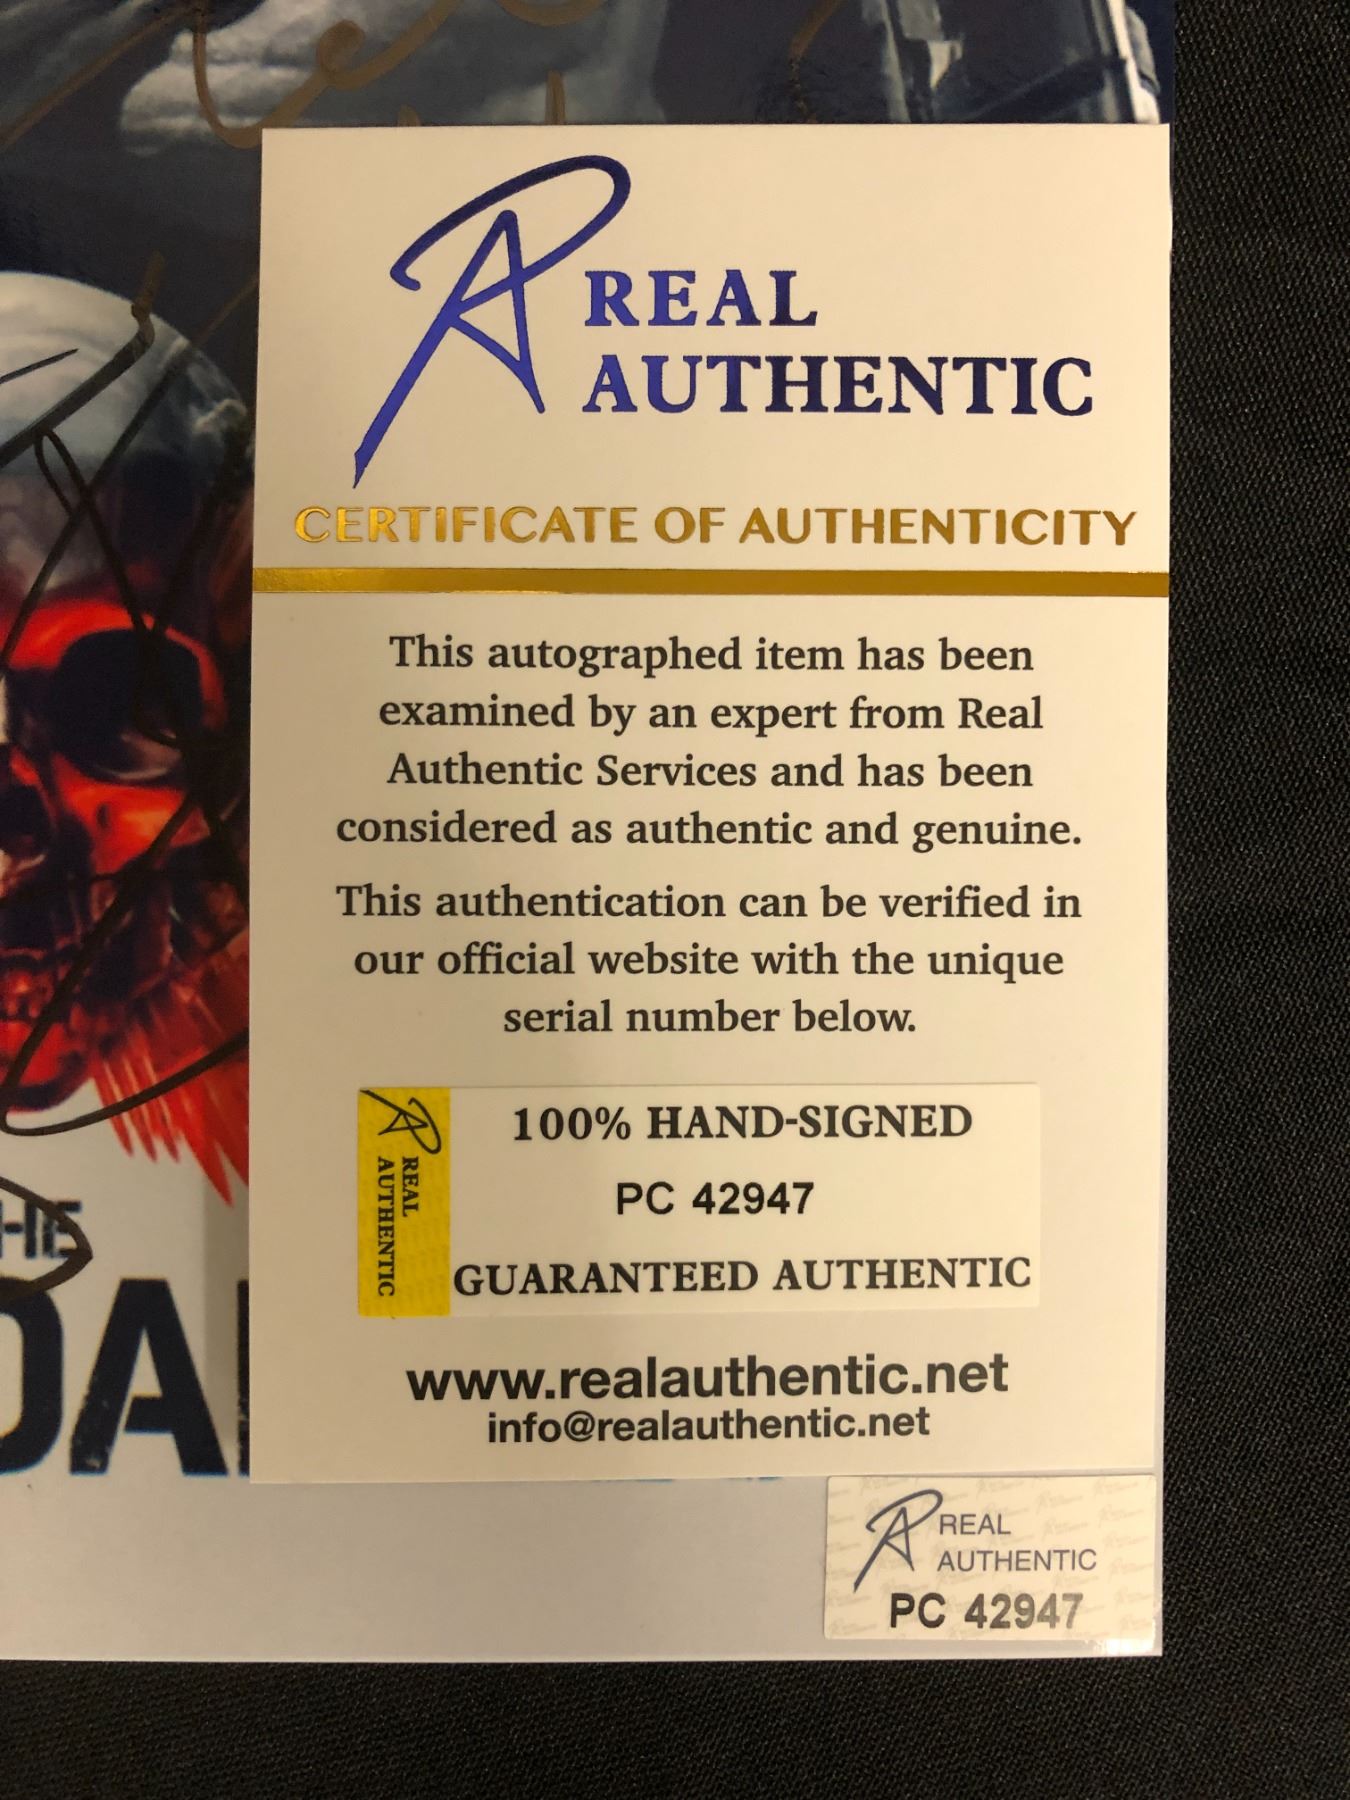 REAL
AUTHENTIC
CERTIFICATE OF AUTHENTICITY
This autographed item has been
examined by an expert from Real
Authentic Services and has been
considered as authentic and genuine.
This authentication can be verified in
our official website with the unique
serial number below.
REAL
AUTHENTIC
100% HAND-SIGNED
PC 42947
GUARANTEED AUTHENTIC
www.realauthentic.net
info@realauthentic.net
REAL
AUTHENTIC
PC 42947